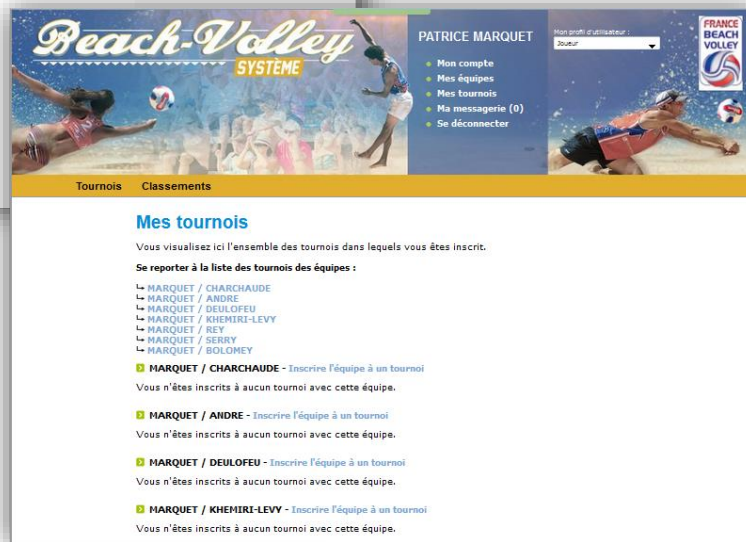 Beach-Volley
SYSTÈME
PATRICE MARQUET
Mon compte
Mes équipes
Mes tournois
Ma messagerie (0)
Se déconnecter
Mon profil d'utilisateur :
Joueur
FRANCE
BEACH
VOLLEY
Tournois Classements
Mes tournois
Vous visualisez ici l'ensemble des tournois dans lequels vous êtes inscrit.
Se reporter à la liste des tournois des équipes :
MARQUET / CHARCHAUDE
MARQUET / ANDRE
MARQUET / DEULOFEU
MARQUET / KHEMIRI-LEVY
MARQUET / REY
MARQUET / SERRY
MARQUET / BOLOMEY
MARQUET / CHARCHAUDE - Inscrire l'équipe à un tournoi
Vous n'êtes inscrits à aucun tournoi avec cette équipe.
MARQUET / ANDRE - Inscrire l'équipe à un tournoi
Vous n'êtes inscrits à aucun tournoi avec cette équipe.
MARQUET / DEULOFEU - Inscrire l'équipe à un tournoi
Vous n'êtes inscrits à aucun tournoi avec cette équipe.
MARQUET / KHEMIRI-LEVY - Inscrire l'équipe à un tournoi
Vous n'êtes inscrits à aucun tournoi avec cette équipe.